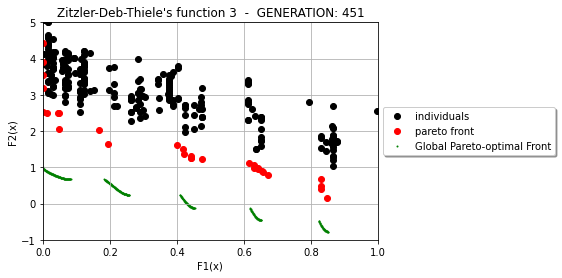 Zitzler-Deb-Thiele's function 3 - GENERATION: 451
5
4
3
2
1
0
−1
F2(x)
0.0 0.2 0.4 0.6 0.8 1.0
F1(x)
individuals
pareto front
Global Pareto-optimal Front